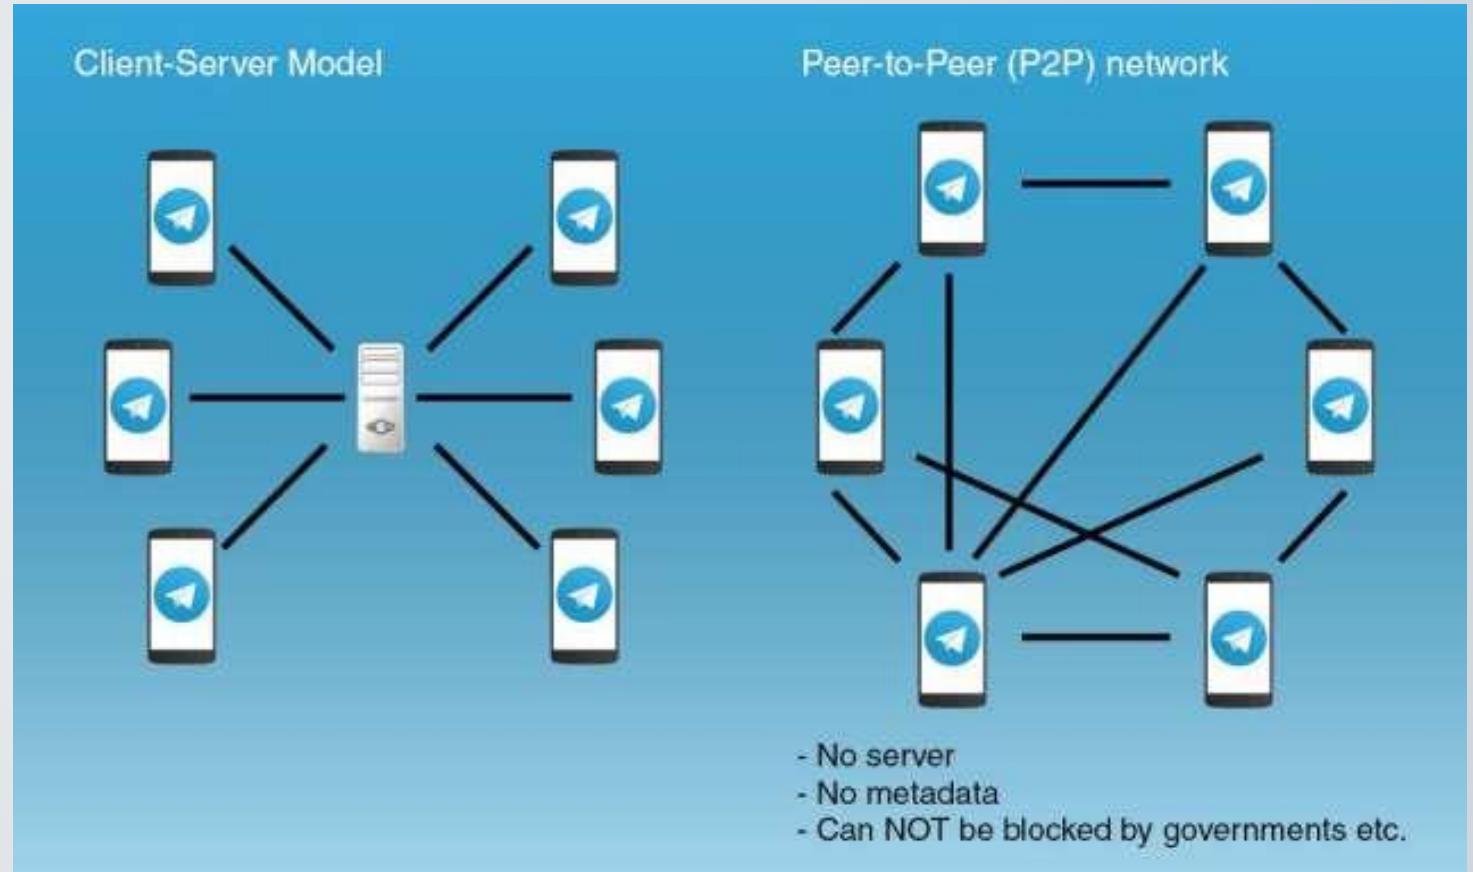 Client-Server Model
Peer-to-Peer (P2P) network
- No server
- No metadata
- Can NOT be blocked by governments etc.